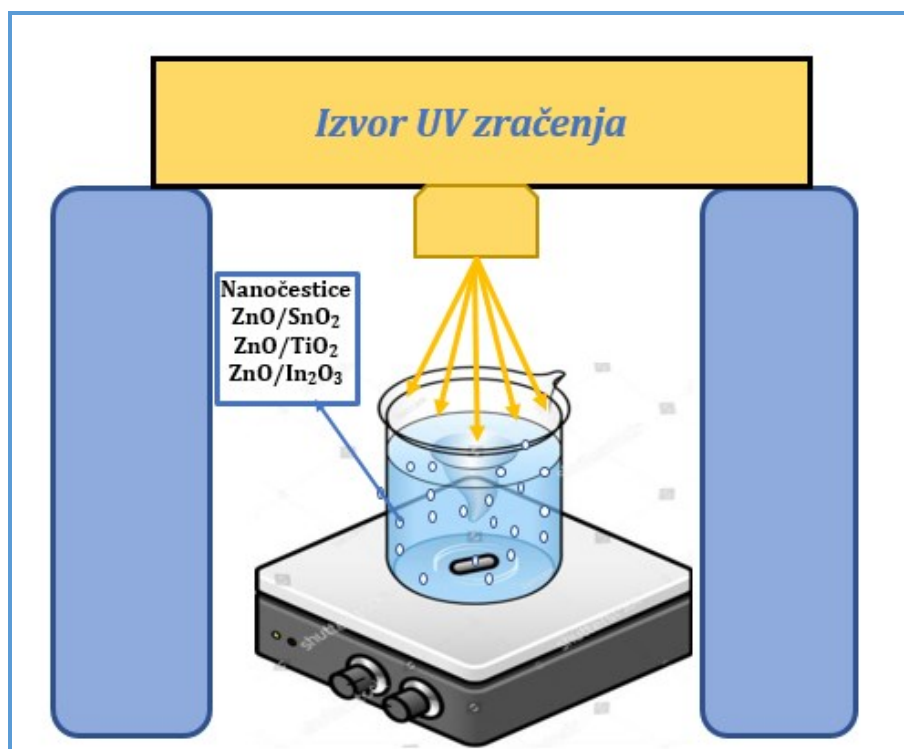 Izvor UV zračenja
Nanočestice
ZnO/SnO₂
ZnO/TiO₂
ZnO/In₂O₃